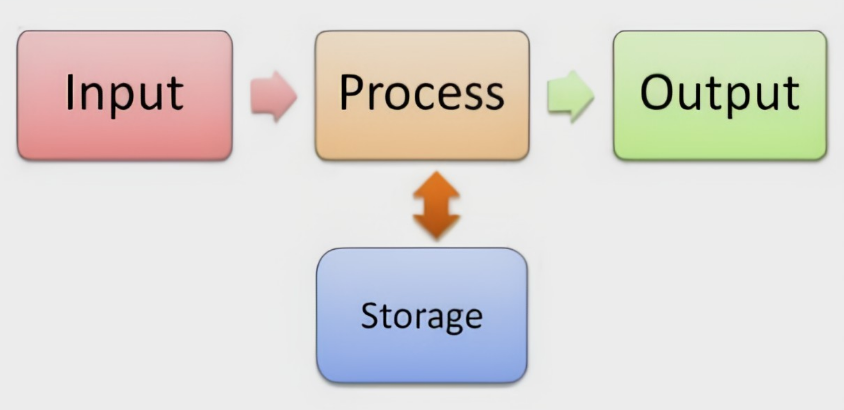 Input
Process
Output
Storage